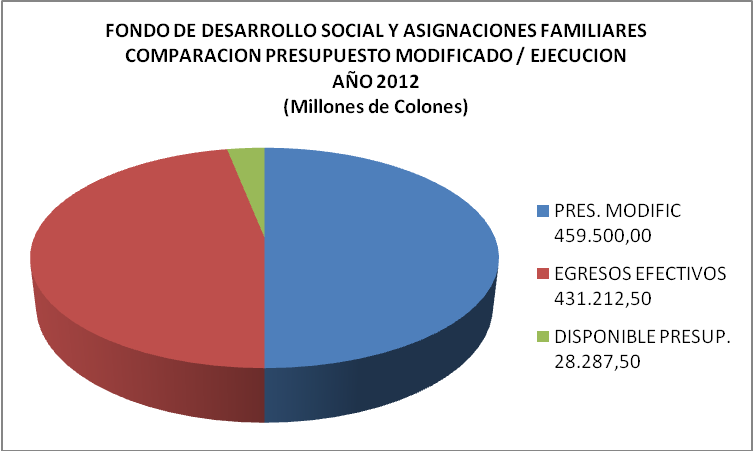 FONDO DE DESARROLLO SOCIAL Y ASIGNACIONES FAMILIARES
COMPARACION PRESUPUESTO MODIFICADO / EJECUCION
AÑO 2012
(Millones de Colones)
PRES. MODIFIC
459.500,00
EGRESOS EFECTIVOS
431.212,50
DISPONIBLE PRESUP.
28.287,50